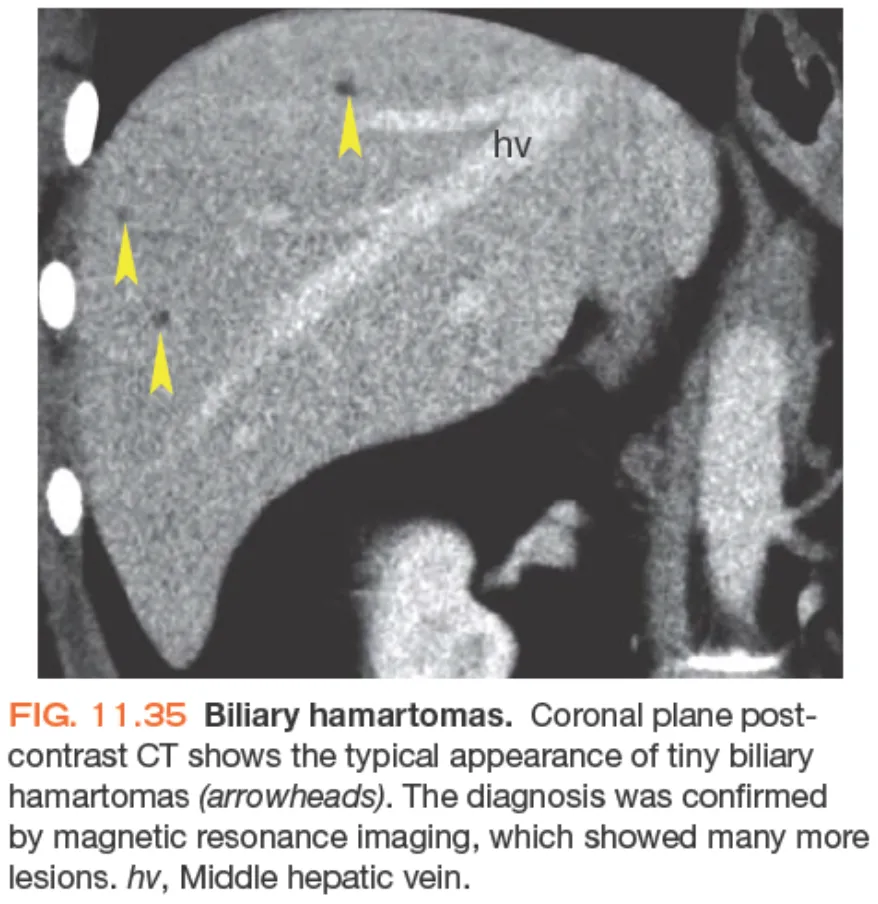 hv
FIG. 11.35 Biliary hamartomas. Coronal plane post-
contrast CT shows the typical appearance of tiny biliary
hamartomas (arrowheads). The diagnosis was confirmed
by magnetic resonance imaging, which showed many more
lesions. hv, Middle hepatic vein.